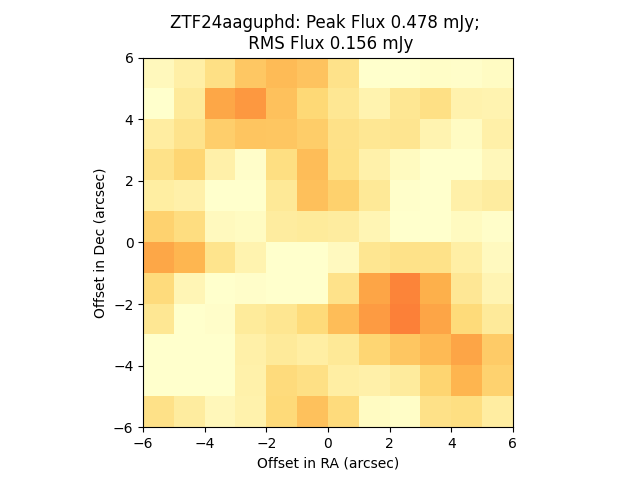 ZTF24aaguphd: Peak Flux 0.478 mJy;
RMS Flux 0.156 mJy
6
4
2
0
−2
−4
−6
Offset in Dec (arcsec)
−6 −4 −2 0 2 4 6
Offset in RA (arcsec)